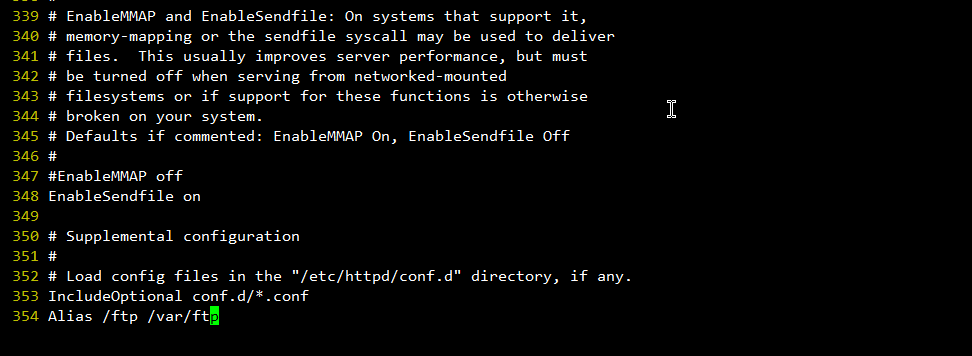 339 # EnableMMAP and EnableSendfile: On systems that support it,
340 # memory-mapping or the sendfile syscall may be used to deliver
341 # files.  This usually improves server performance, but must
342 # be turned off when serving from networked-mounted
343 # filesystems or if support for these functions is otherwise
344 # broken on your system.
345 # Defaults if commented: EnableMMAP On, EnableSendfile Off
346 #
347 #EnableMMAP off
348 EnableSendfile on
349
350 # Supplemental configuration
351 #
352 # Load config files in the "/etc/httpd/conf.d" directory, if any.
353 IncludeOptional conf.d/*.conf
354 Alias /ftp /var/ftp